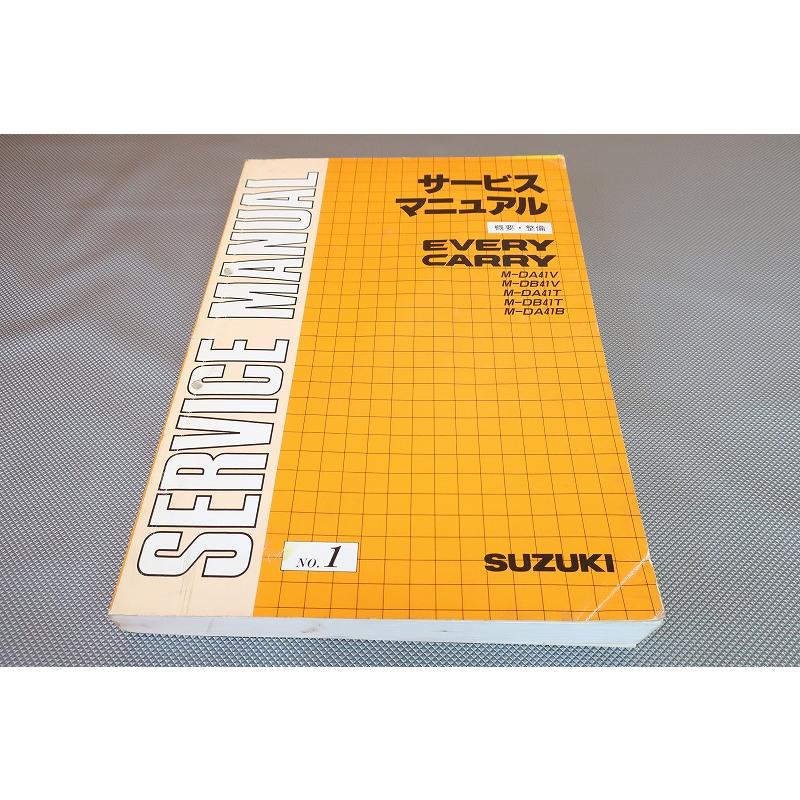 SERVICE MANUAL
サービス
マニュアル
概要・整備
EVERY
CARRY
M-DA41V
M-DB41V
M-DA41T
M-DB41T
M-DA41B
NO.1
SUZUKI